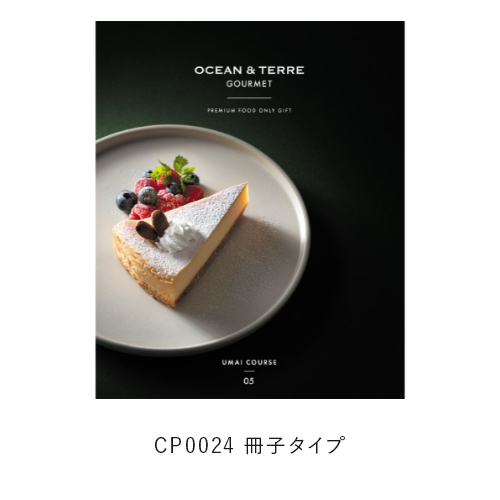 OCEAN & TERRE
GOURMET
PREMIUM FOOD ONLY GIFT
UMAI COURSE
05
CP0024 冊子タイプ